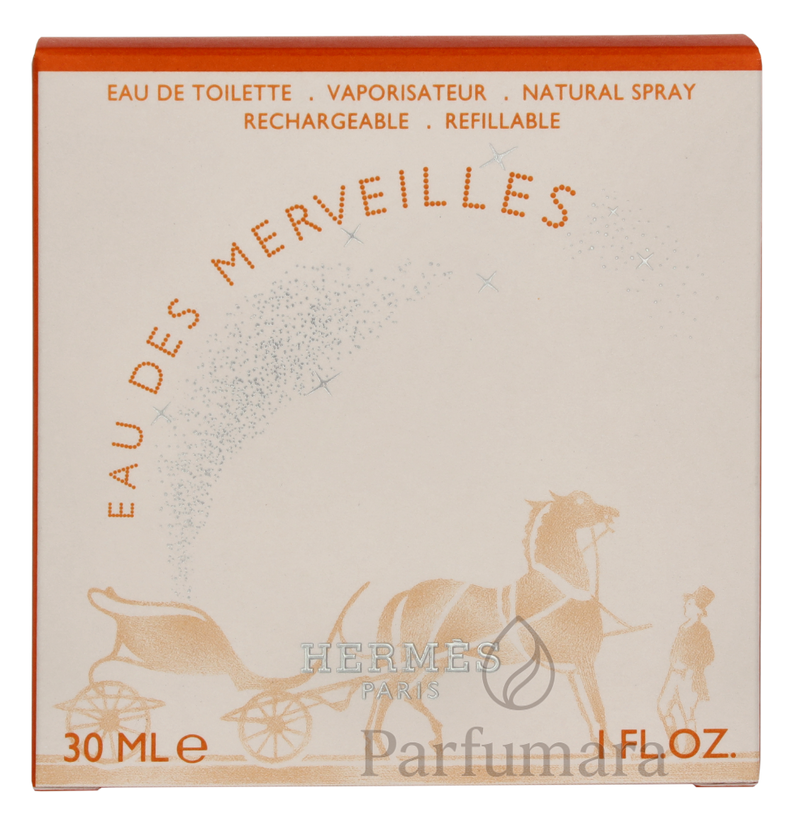 EAU DE TOILETTE . VAPORISATEUR . NATURAL SPRAY
RECHARGEABLE . REFILLABLE
EAU DES MERVEILLES
HERMÈS
PARIS
30 ML e
1 FL.OZ.
Parfumara